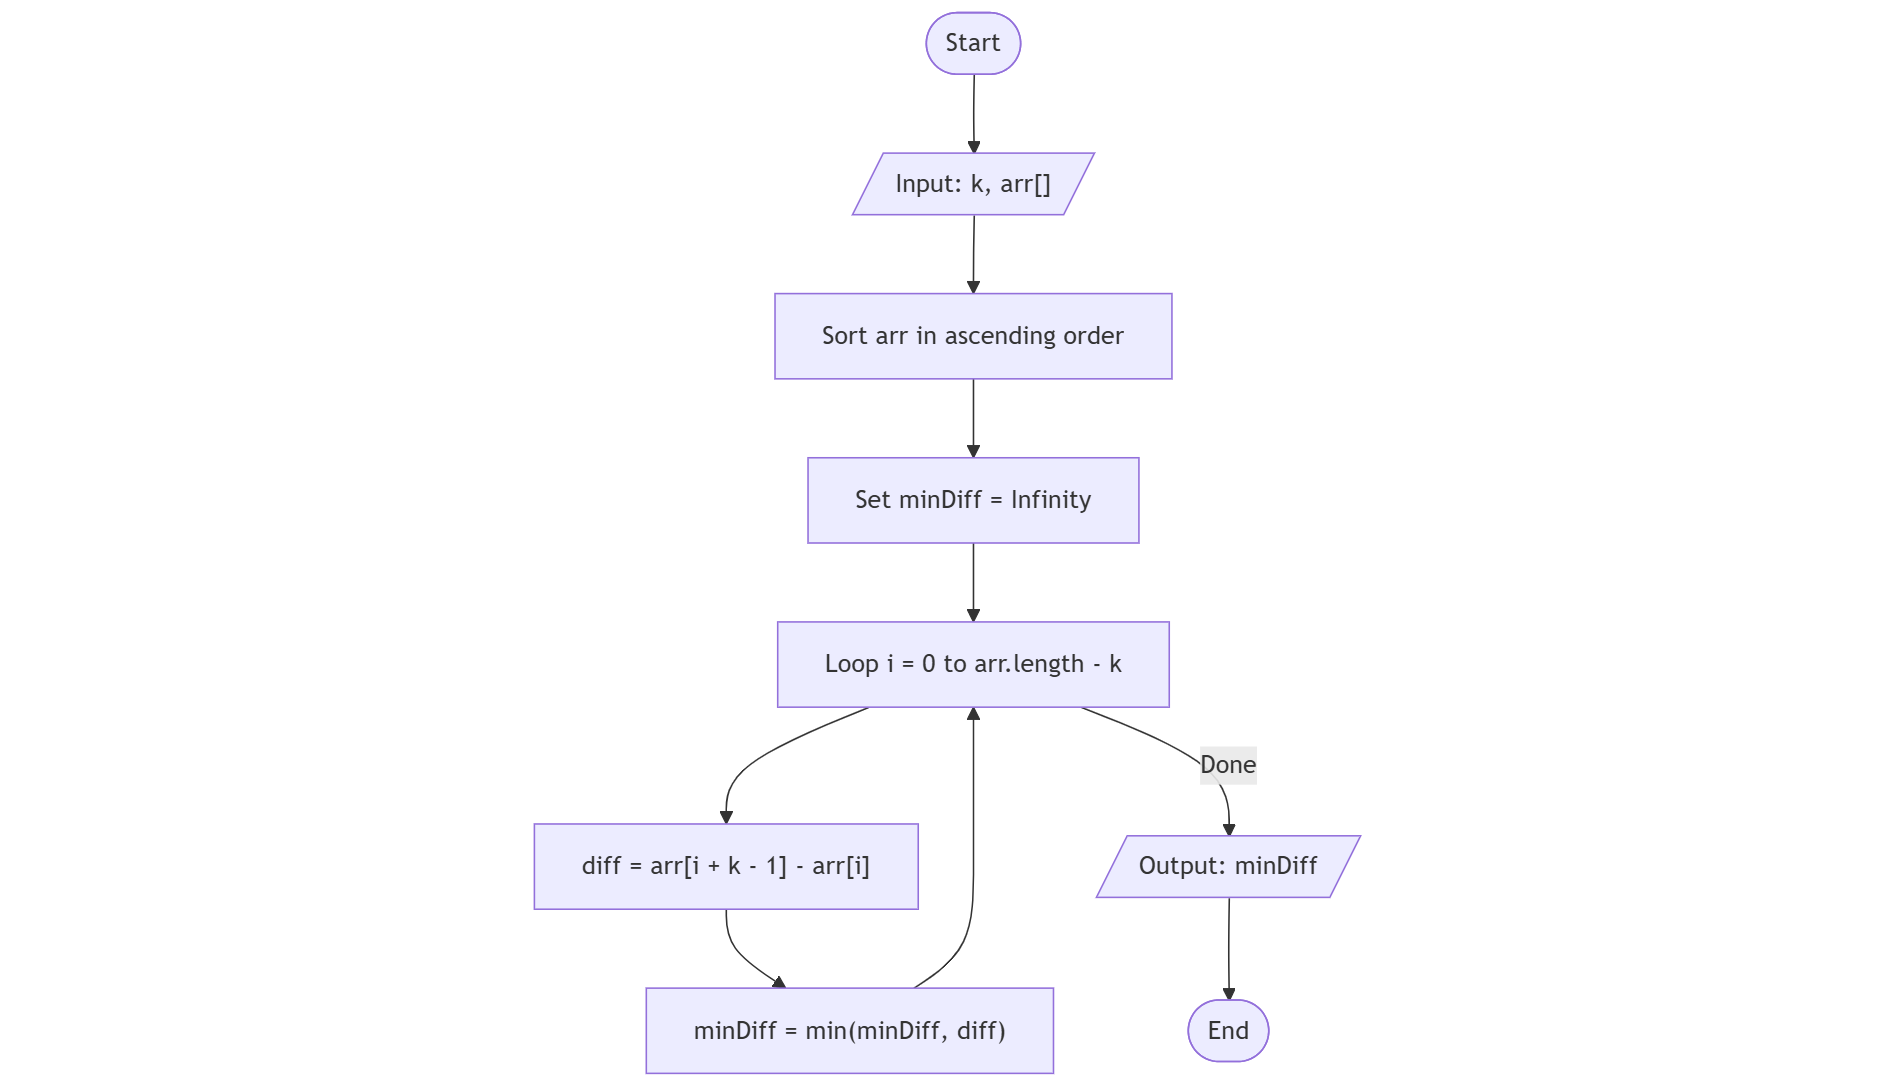 Start
Input: k, arr[]
Sort arr in ascending order
Set minDiff = Infinity
Loop i = 0 to arr.length - k
Done
diff = arr[i + k - 1] - arr[i]
Output: minDiff
minDiff = min(minDiff, diff)
End